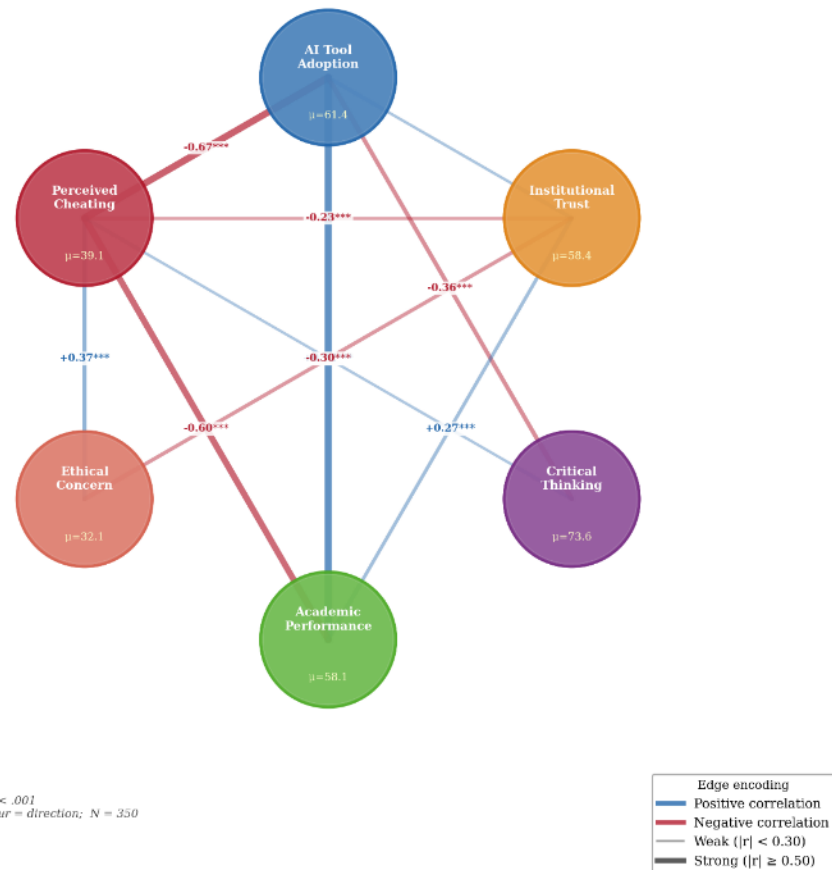 AI Tool
Adoption
μ=61.4
-0.67***
Perceived
Cheating
μ=39.1
Institutional
Trust
μ=58.4
-0.23***
-0.36***
+0.37***
-0.30***
-0.60***
+0.27***
Ethical
Concern
μ=32.1
Critical
Thinking
μ=73.6
Academic
Performance
μ=58.1
< .001
= direction; N = 350
Edge encoding
Positive correlation
Negative correlation
Weak (|r| < 0.30)
Strong (|r| ≥ 0.50)